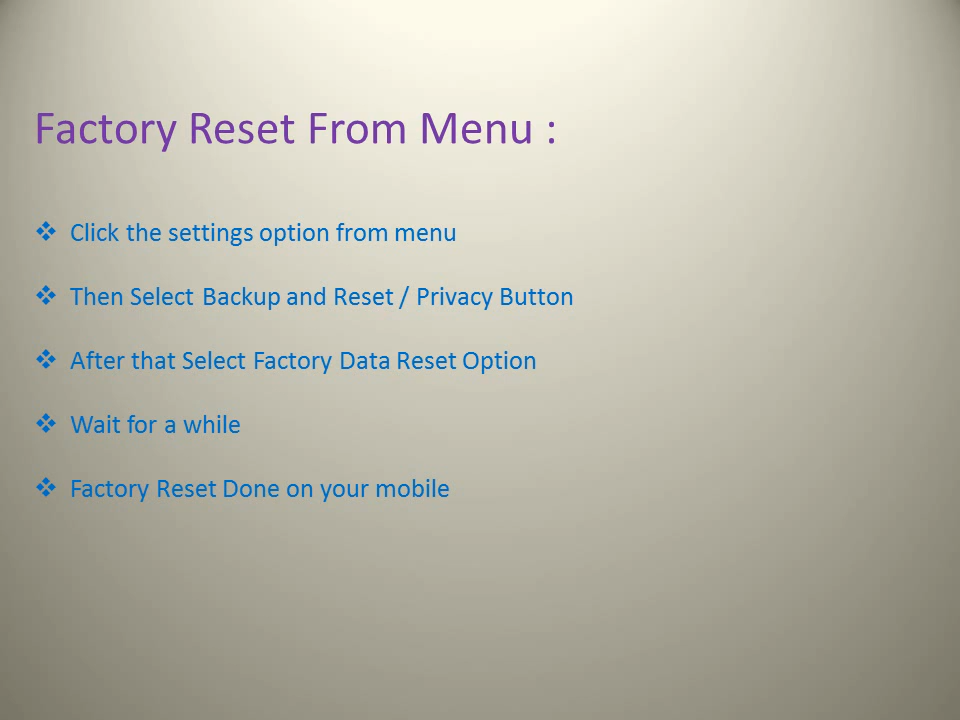 Factory Reset From Menu :
❖ Click the settings option from menu
❖ Then Select Backup and Reset / Privacy Button
❖ After that Select Factory Data Reset Option
❖ Wait for a while
❖ Factory Reset Done on your mobile